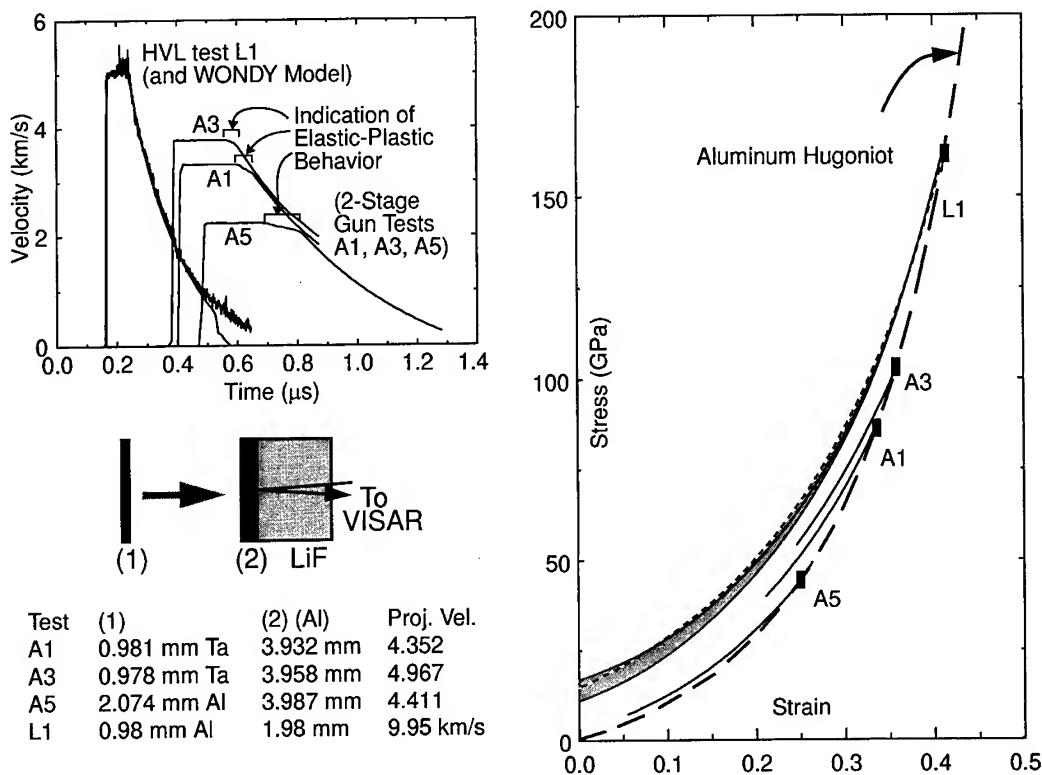 6
4
2
0
Velocity (km/s)
HVL test L1
(and WONDY Model)
A3
Indication of
Elastic-Plastic
Behavior
A1
(2-Stage
Gun Tests
A1, A3, A5)
A5
0.0 0.2 0.4 0.6 0.8 1.0 1.2 1.4
Time (μs)
(1)
(2) LiF
To
VISAR
Test (1) (2) (Al) Proj. Vel.
A1 0.981 mm Ta 3.932 mm 4.352
A3 0.978 mm Ta 3.958 mm 4.967
A5 2.074 mm Al 3.987 mm 4.411
L1 0.98 mm Al 1.98 mm 9.95 km/s
200
150
100
50
0
Stress (GPa)
Aluminum Hugoniot
L1
A3
A1
A5
Strain
0.0 0.1 0.2 0.3 0.4 0.5